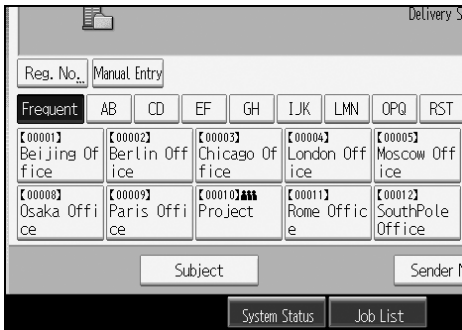 Delivery S
Reg. No. Manual Entry
Frequent AB CD EF GH IJK LMN OPQ RST
【00001】 【00002】 【00003】 【00004】 【00005】
Beijing Of Berlin Off Chicago Of London Off Moscow Off
fice ice fice ice ice
【00008】 【00009】 【00010】 【00011】 【00012】
Osaka Offi Paris Offi Project Rome Offic SouthPole
ce ce e Office
Subject Sender N
System Status Job List